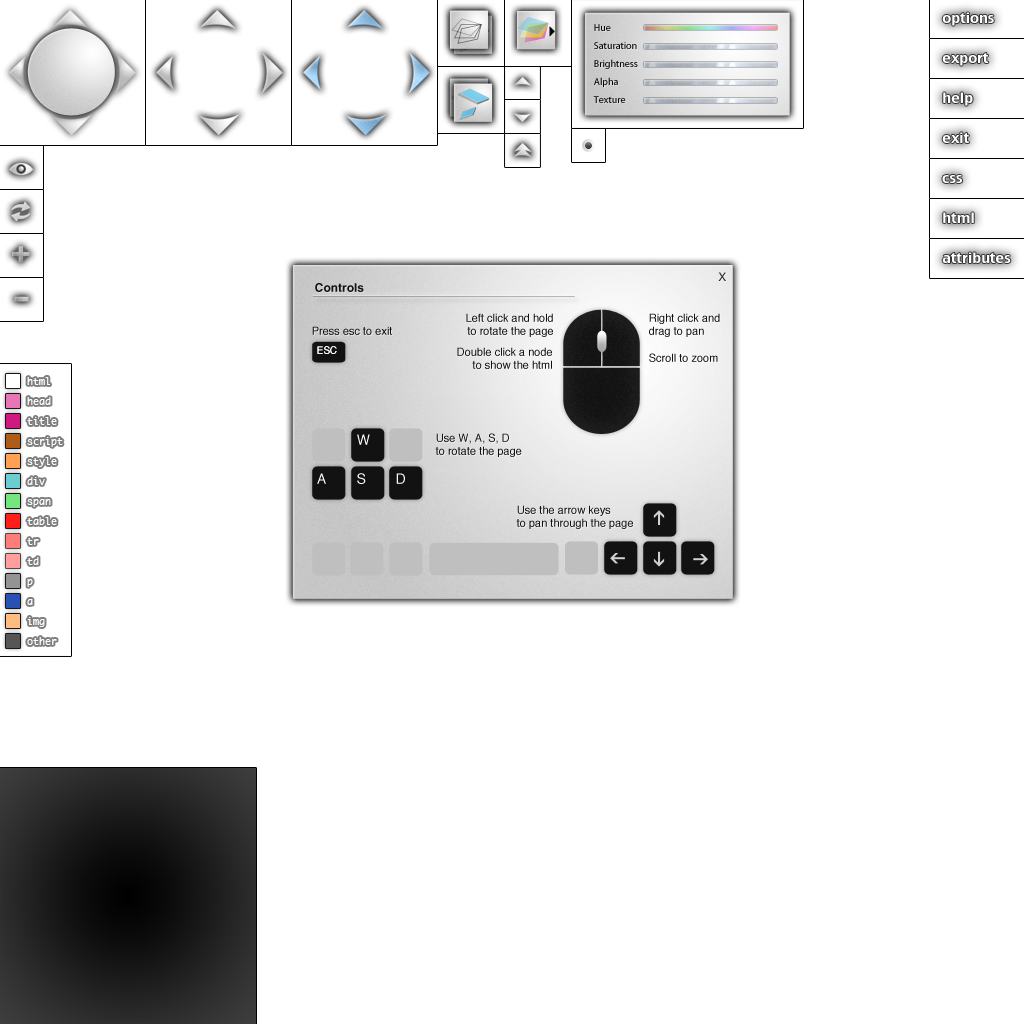 Hue
Saturation
Brightness
Alpha
Texture
options
export
help
exit
css
html
attributes
X
Controls
Press esc to exit
ESC
Left click and hold
to rotate the page
Double click a node
to show the html
Right click and
drag to pan
Scroll to zoom
W
A S D
Use W, A, S, D
to rotate the page
Use the arrow keys
to pan through the page
html
head
title
script
style
div
span
table
tr
td
p
a
img
other